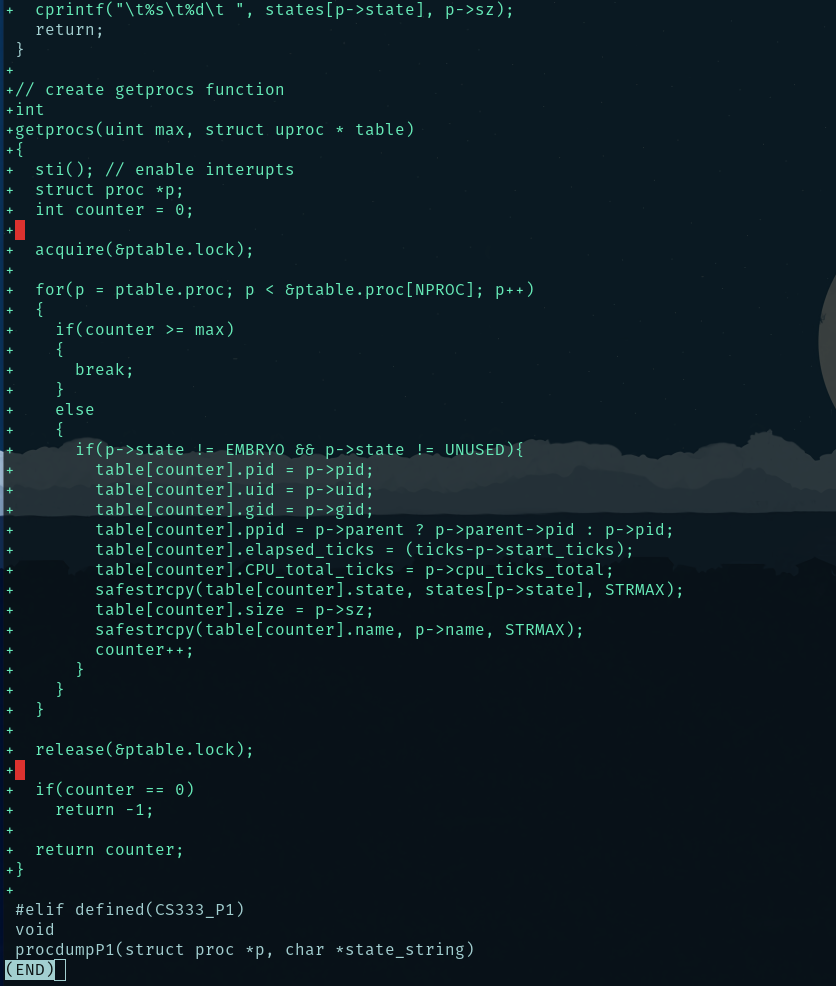 +  cprintf("\t%s\t%d\t ", states[p->state], p->sz);
   return;
 }
+
+// create getprocs function
+int
+getprocs(uint max, struct uproc * table)
+{
+  sti(); // enable interupts
+  struct proc *p;
+  int counter = 0;
+
+  acquire(&ptable.lock);
+
+  for(p = ptable.proc; p < &ptable.proc[NPROC]; p++)
+  {
+    if(counter >= max)
+    {
+      break;
+    }
+    else
+    {
+      if(p->state != EMBRYO && p->state != UNUSED){
+        table[counter].pid = p->pid;
+        table[counter].uid = p->uid;
+        table[counter].gid = p->gid;
+        table[counter].ppid = p->parent ? p->parent->pid : p->pid;
+        table[counter].elapsed_ticks = (ticks-p->start_ticks);
+        table[counter].CPU_total_ticks = p->cpu_ticks_total;
+        safestrcpy(table[counter].state, states[p->state], STRMAX);
+        table[counter].size = p->sz;
+        safestrcpy(table[counter].name, p->name, STRMAX);
+        counter++;
+      }
+    }
+  }
+
+  release(&ptable.lock);
+
+  if(counter == 0)
+    return -1;
+
+  return counter;
+}
+
 #elif defined(CS333_P1)
 void
 procdumpP1(struct proc *p, char *state_string)
(END)